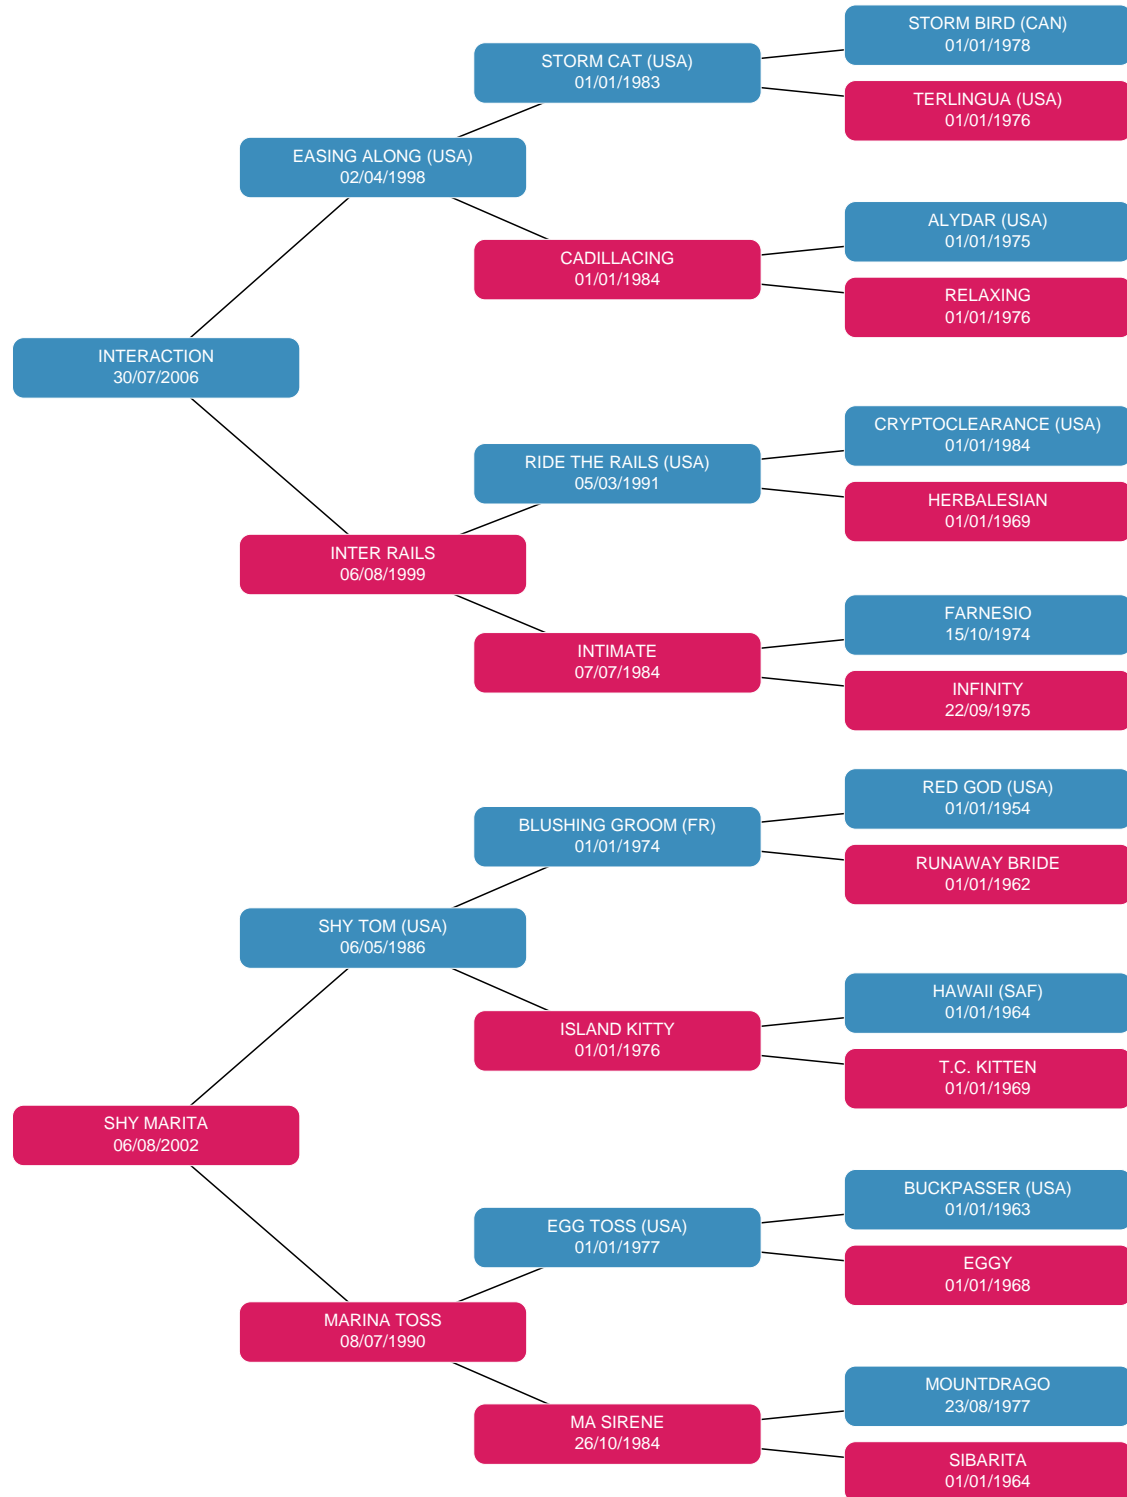 STORM BIRD (CAN)
01/01/1978
STORM CAT (USA)
01/01/1983
TERLINGUA (USA)
01/01/1976
EASING ALONG (USA)
02/04/1998
ALYDAR (USA)
01/01/1975
CADILLACING
01/01/1984
RELAXING
01/01/1976
INTERACTION
30/07/2006
CRYPTOCLEARANCE (USA)
01/01/1984
RIDE THE RAILS (USA)
05/03/1991
HERBALESIAN
01/01/1969
INTER RAILS
06/08/1999
FARNESIO
15/10/1974
INTIMATE
07/07/1984
INFINITY
22/09/1975
RED GOD (USA)
01/01/1954
BLUSHING GROOM (FR)
01/01/1974
RUNAWAY BRIDE
01/01/1962
SHY TOM (USA)
06/05/1986
HAWAII (SAF)
01/01/1964
ISLAND KITTY
01/01/1976
T.C. KITTEN
01/01/1969
SHY MARITA
06/08/2002
BUCKPASSER (USA)
01/01/1963
EGG TOSS (USA)
01/01/1977
EGGY
01/01/1968
MARINA TOSS
08/07/1990
MOUNTDRAGO
23/08/1977
MA SIRENE
26/10/1984
SIBARITA
01/01/1964